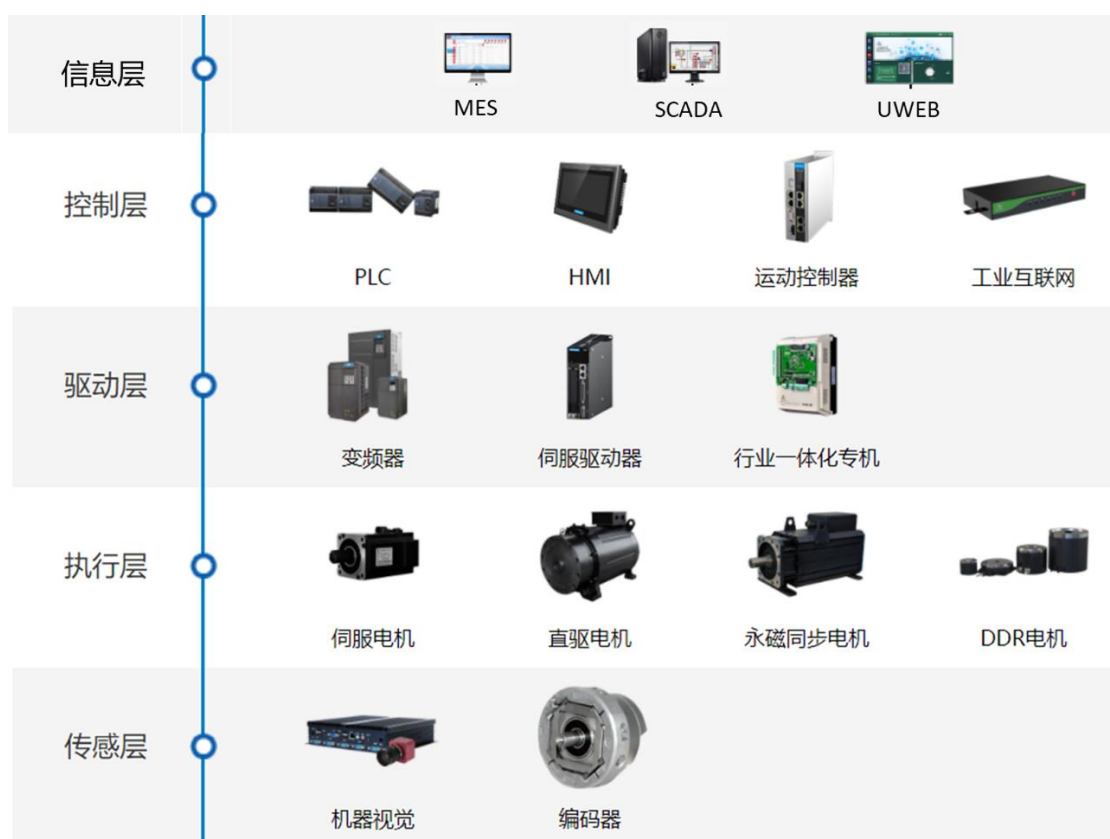 信息层
MES SCADA UWEB
控制层
PLC HMI 运动控制器 工业互联网
驱动层
变频器 伺服驱动器 行业一体化专机
执行层
伺服电机 直驱电机 永磁同步电机 DDR电机
传感层
机器视觉 编码器